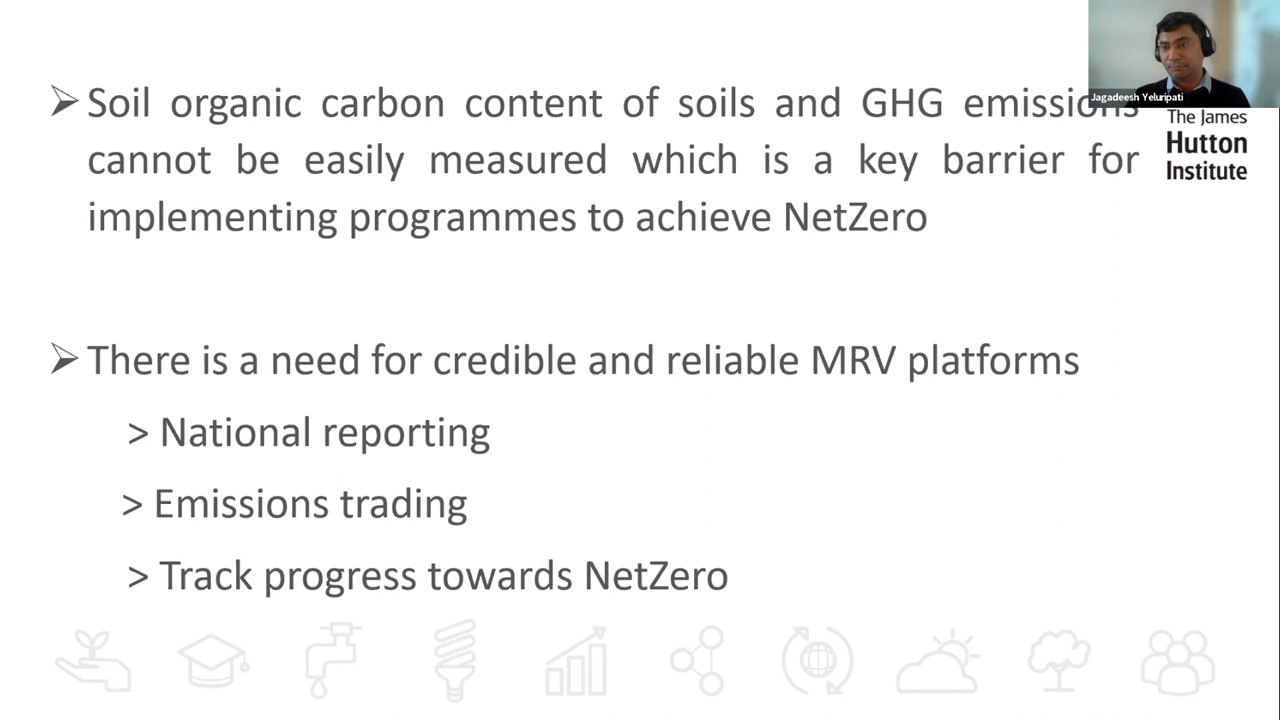 Jagadeesh Yeluripati
The James
Hutton
Institute
Soil organic carbon content of soils and GHG emissions
cannot be easily measured which is a key barrier for
implementing programmes to achieve NetZero
There is a need for credible and reliable MRV platforms
> National reporting
> Emissions trading
> Track progress towards NetZero